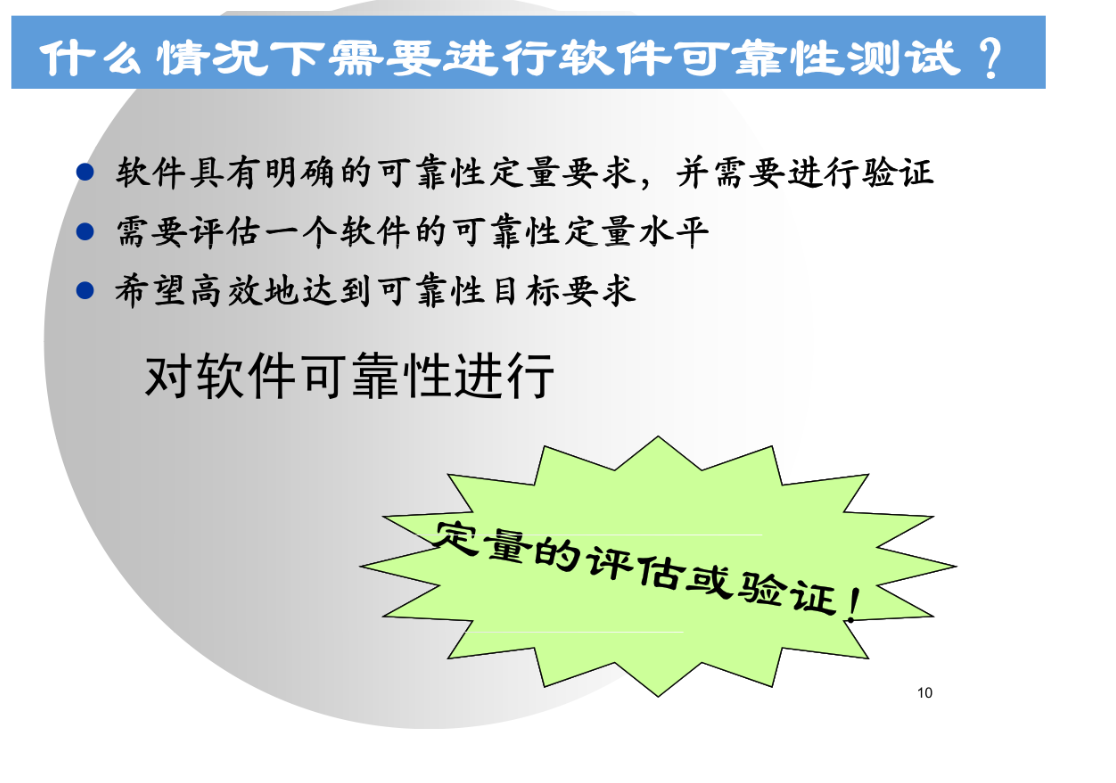 什么情况下需要进行软件可靠性测试？
软件具有明确的可靠性定量要求，并需要进行验证
需要评估一个软件的可靠性定量水平
希望高效地达到可靠性目标要求
对软件可靠性进行
定量的评估或验证！
10